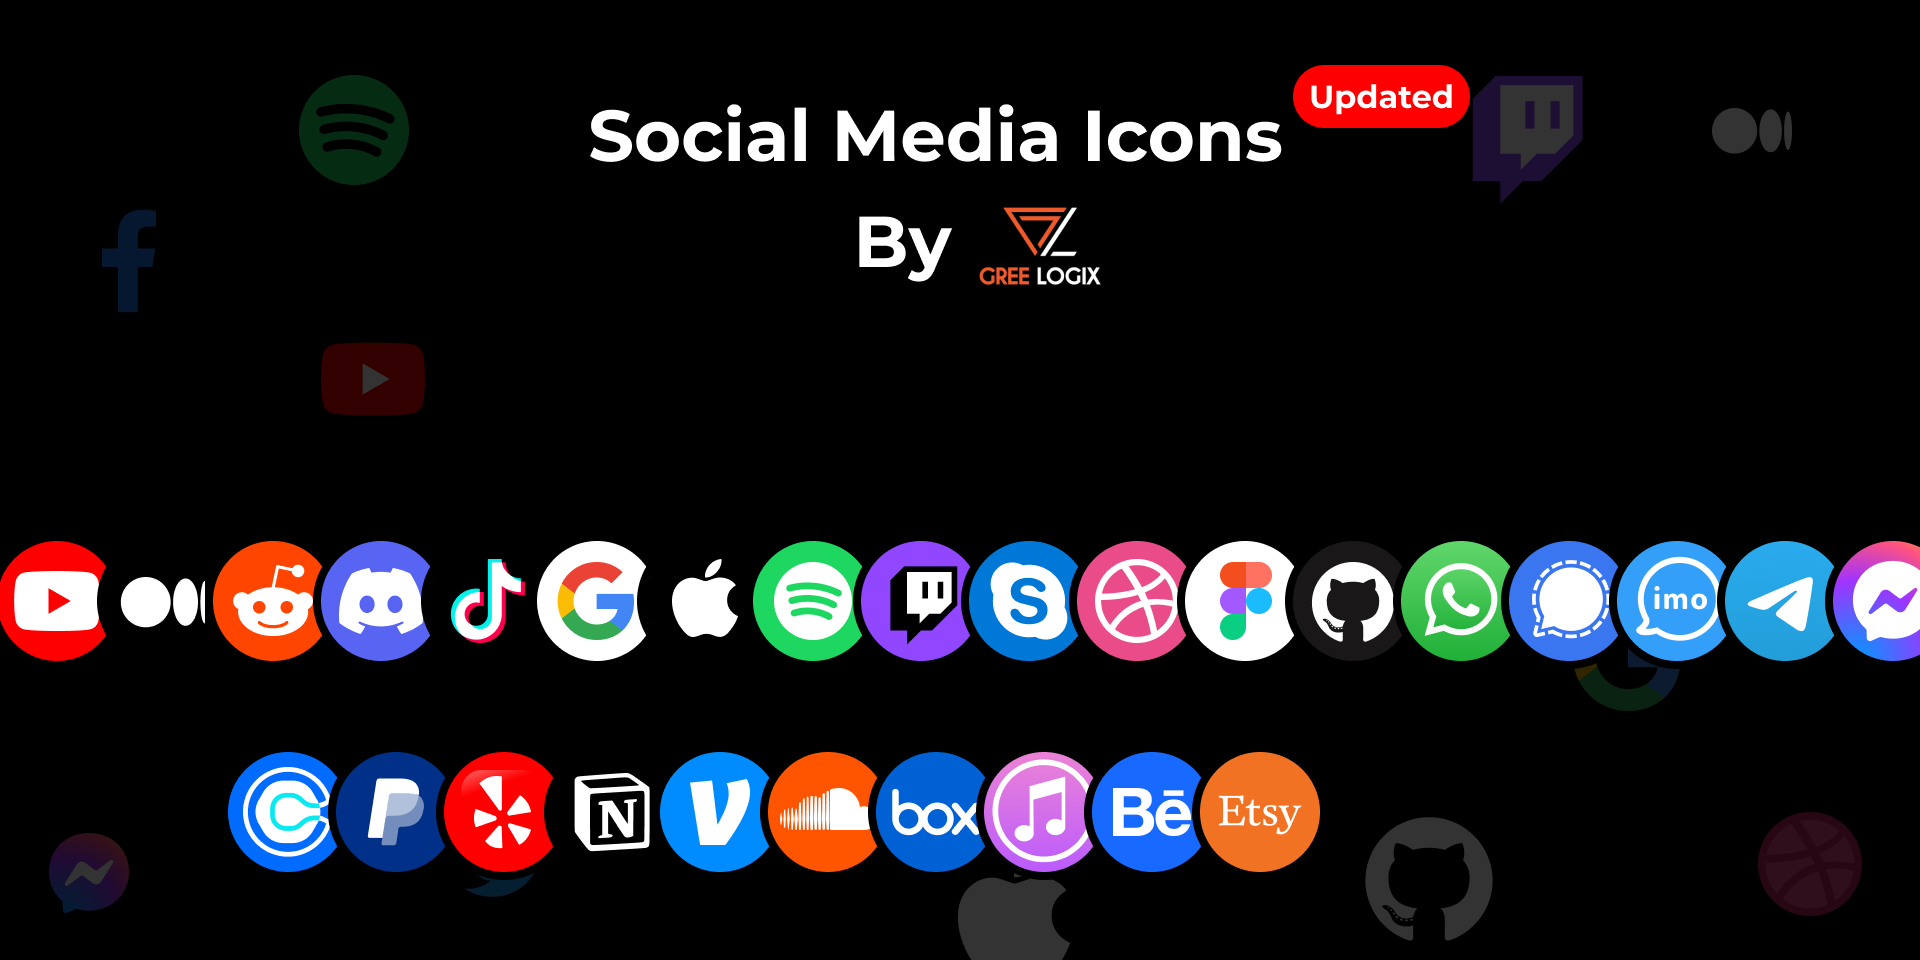 Updated
Social Media Icons
By
GREE LOGIX
imo
box
Bē
Etsy